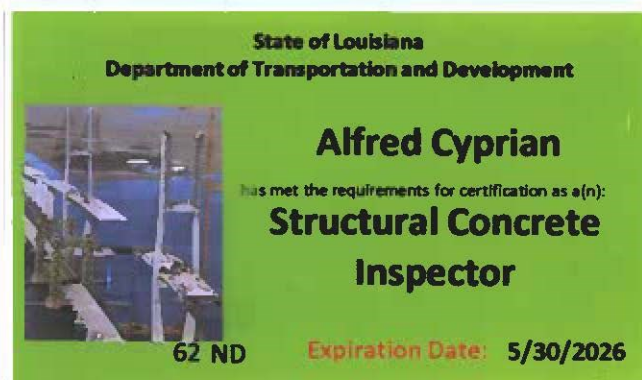 State of Louisiana
Department of Transportation and Development
Alfred Cyprian
has met the requirements for certification as a(n):
Structural Concrete
Inspector
62 ND
Expiration Date: 5/30/2026